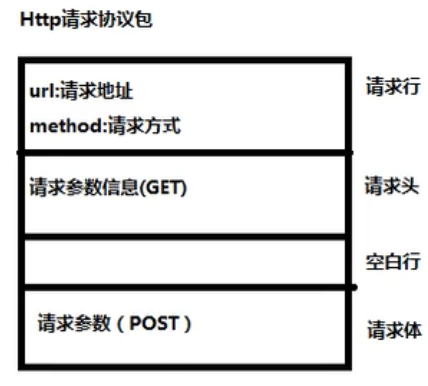 Http请求协议包
url:请求地址
请求行
method:请求方式
请求参数信息(GET)
请求头
空白行
请求参数（POST）
请求体